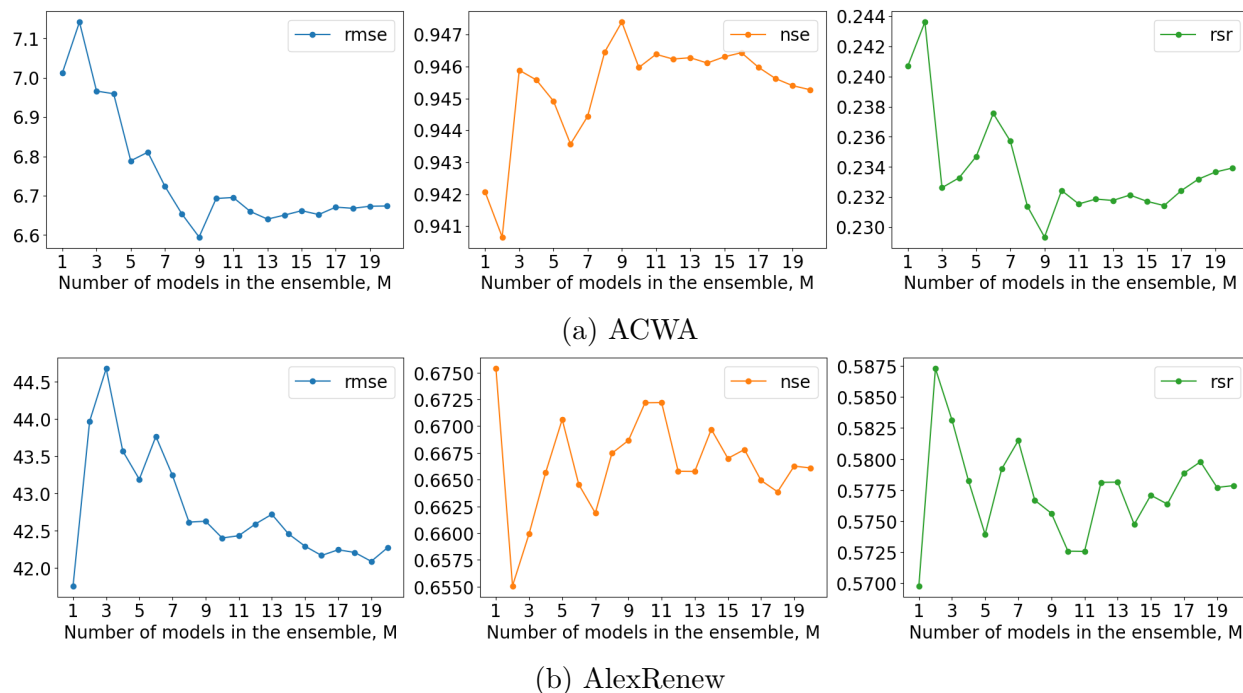 7.1
7.0
6.9
6.8
6.7
6.6
rmse
1 3 5 7 9 11 13 15 17 19
Number of models in the ensemble, M
0.947
0.946
0.945
0.944
0.943
0.942
0.941
nse
1 3 5 7 9 11 13 15 17 19
Number of models in the ensemble, M
0.244
0.240
0.238
0.236
0.234
0.232
0.230
rsr
1 3 5 7 9 11 13 15 17 19
Number of models in the ensemble, M
(a) ACWA
44.5
44.0
43.5
43.0
42.5
42.0
rmse
1 3 5 7 9 11 13 15 17 19
Number of models in the ensemble, M
0.6750
0.6725
0.6700
0.6675
0.6650
0.6625
0.6600
0.6575
0.6550
nse
1 3 5 7 9 11 13 15 17 19
Number of models in the ensemble, M
0.5875
0.5850
0.5825
0.5800
0.5775
0.5750
0.5725
0.5700
rsr
1 3 5 7 9 11 13 15 17 19
Number of models in the ensemble, M
(b) AlexRenew